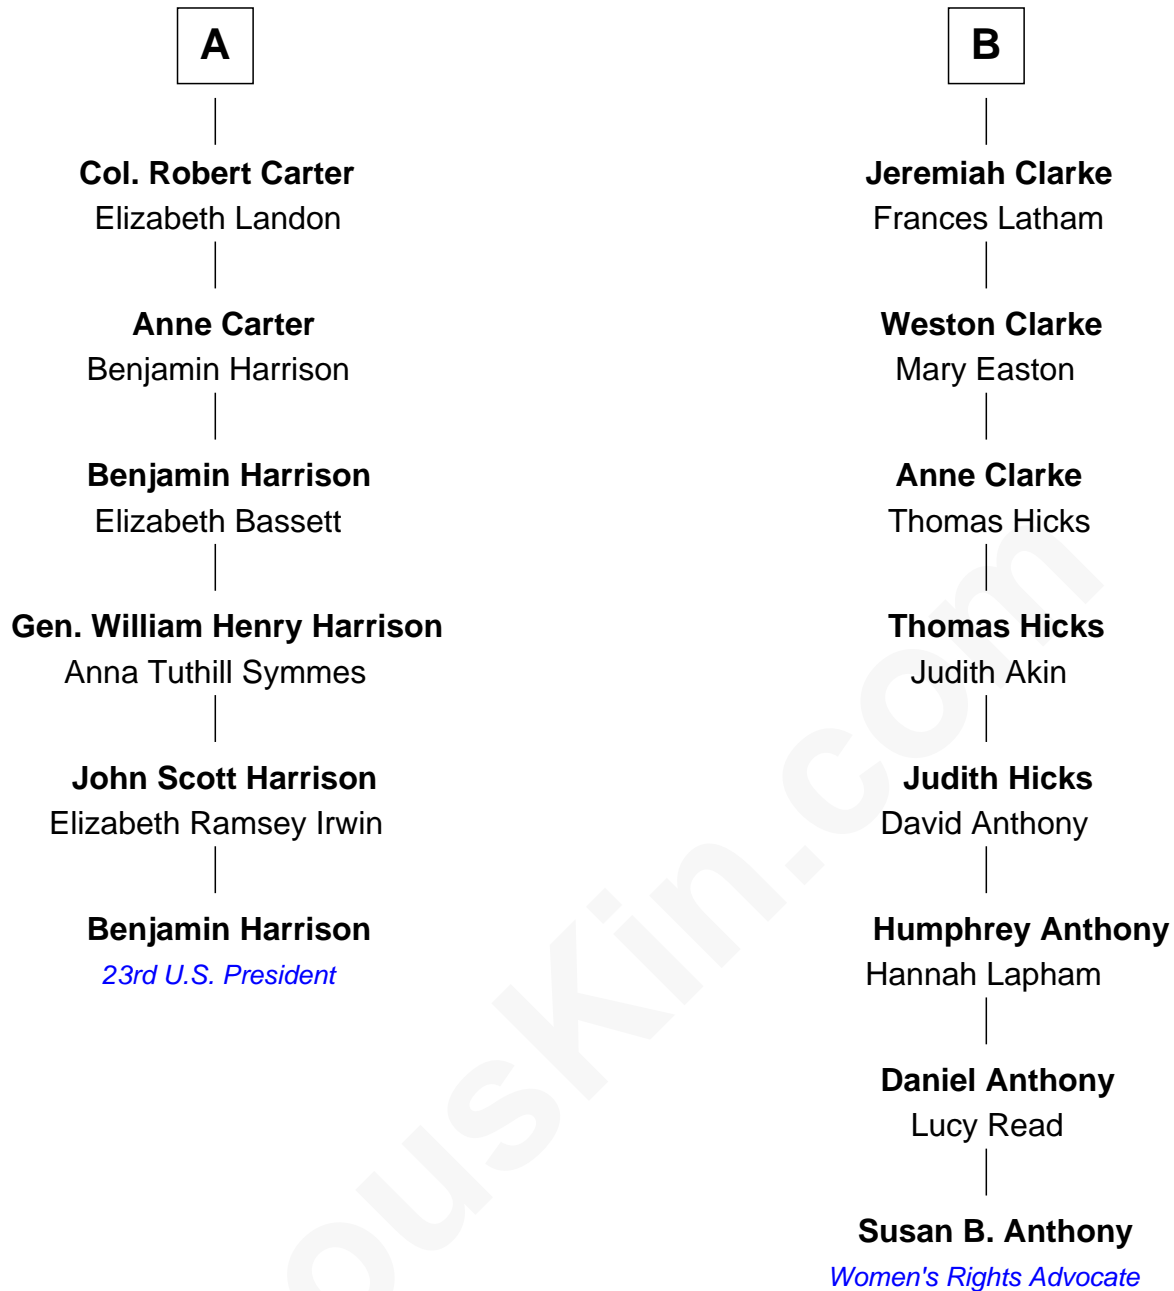 A
Col. Robert Carter
Elizabeth Landon
Anne Carter
Benjamin Harrison
Benjamin Harrison
Elizabeth Bassett
Gen. William Henry Harrison
Anna Tuthill Symmes
John Scott Harrison
Elizabeth Ramsey Irwin
Benjamin Harrison
23rd U.S. President
B
Jeremiah Clarke
Frances Latham
Weston Clarke
Mary Easton
Anne Clarke
Thomas Hicks
Thomas Hicks
Judith Akin
Judith Hicks
David Anthony
Humphrey Anthony
Hannah Lapham
Daniel Anthony
Lucy Read
Susan B. Anthony
Women's Rights Advocate
ousKin.com